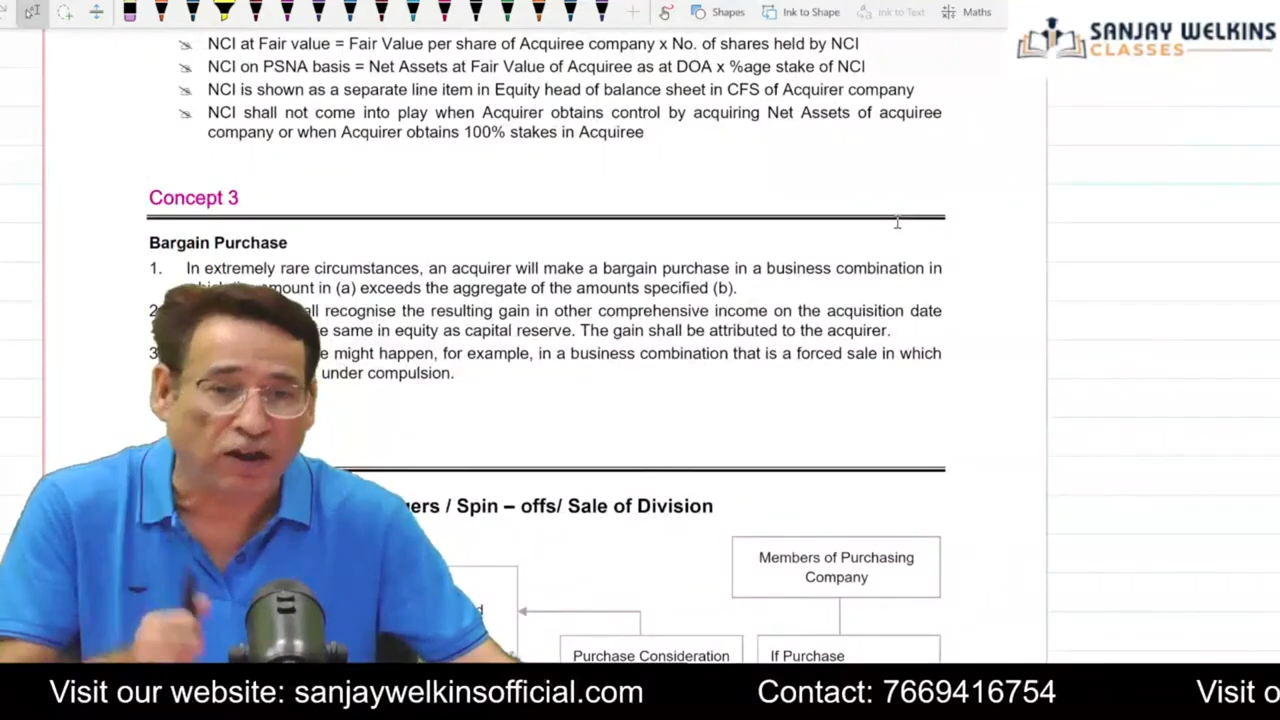 Shapes
Ink to Shape
Ink to Text
Maths
SANJAY WELKINS
CLASSES
NCI at Fair value = Fair Value per share of Acquiree company x No. of shares held by NCI
NCI on PSNA basis = Net Assets at Fair Value of Acquiree as at DOA x %age stake of NCI
NCI is shown as a separate line item in Equity head of balance sheet in CFS of Acquirer company
NCI shall not come into play when Acquirer obtains control by acquiring Net Assets of acquiree
company or when Acquirer obtains 100% stakes in Acquiree
Concept 3
Bargain Purchase
1. In extremely rare circumstances, an acquirer will make a bargain purchase in a business combination in
amount in (a) exceeds the aggregate of the amounts specified (b).
2. recognise the resulting gain in other comprehensive income on the acquisition date
same in equity as capital reserve. The gain shall be attributed to the acquirer.
3. might happen, for example, in a business combination that is a forced sale in which
under compulsion.
/ Spin – offs/ Sale of Division
Members of Purchasing
Company
Purchase Consideration
If Purchase
Visit our website: sanjaywelkinsofficial.com Contact: 7669416754 Visit o